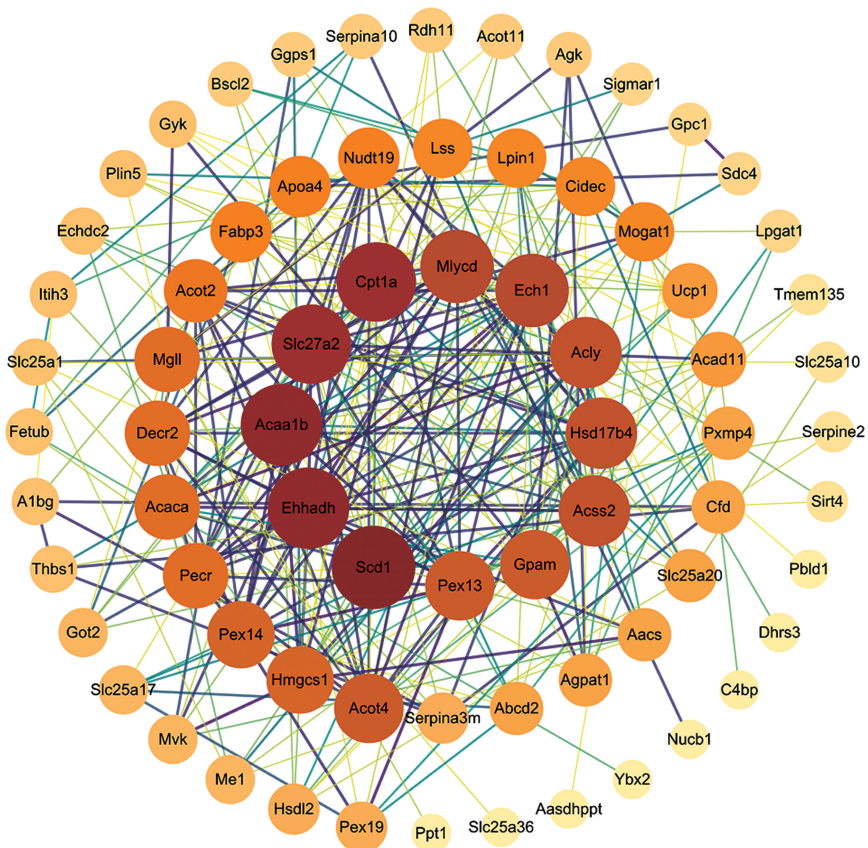 Rdh11
Acot11
Serpina10
Ggps1
Agk
Bscl2
Sigmar1
Gyk
Gpc1
Lss
Nudt19
Lpin1
Plin5
Sdc4
Apoa4
Cidec
Echdc2
Fabp3
Mogat1
Lpgat1
Mlycd
Cpt1a
Itih3
Acot2
Ech1
Ucp1
Tmem135
Slc27a2
Slc25a1
Mgll
Acly
Acad11
Slc25a10
Acaa1b
Fetub
Decr2
Hsd17b4
Pxmp4
Serpine2
A1bg
Acaca
Ehhadh
Acss2
Cfd
Sirt4
Thbs1
Pecr
Scd1
Gpam
Pex13
Slc25a20
Pbld1
Got2
Pex14
Aacs
Dhrs3
Slc25a17
Hmgcs1
Agpat1
C4bp
Acot4
Serpina3m
Abcd2
Mvk
Nucb1
Me1
Ybx2
Hsdl2
Aasdhppt
Pex19
Ppt1
Slc25a36